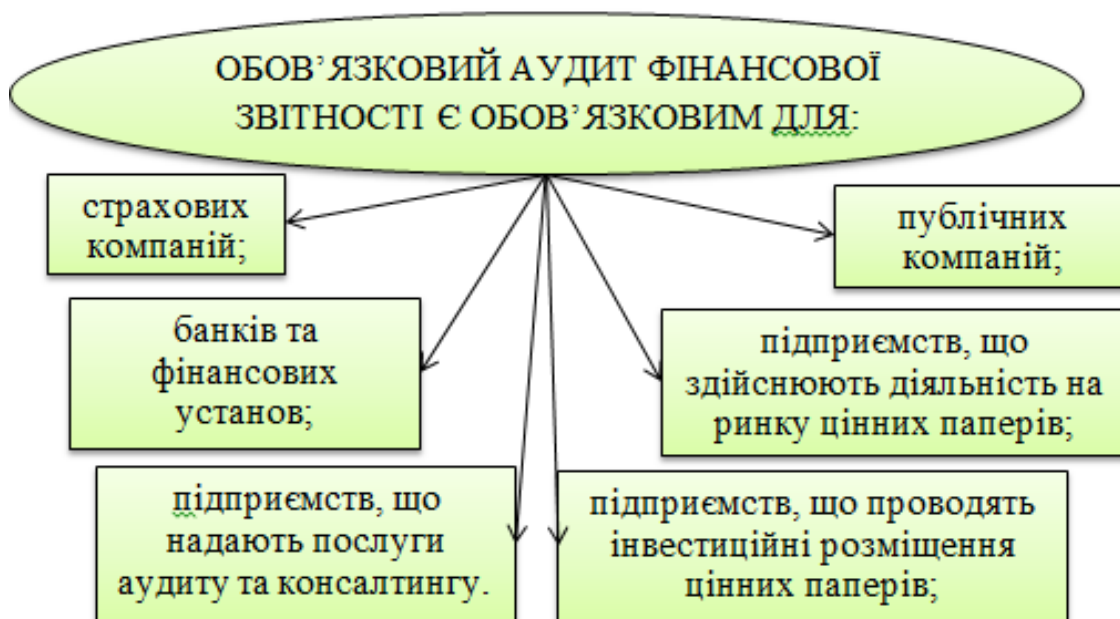 ОБОВ’ЯЗКОВИЙ АУДИТ ФІНАНСОВОЇ
ЗВІТНОСТІ Є ОБОВ’ЯЗКОВИМ ДЛЯ:
страхових
компаній;
публічних
компаній;
банків та
фінансових
установ;
підприємств, що
здійснюють діяльність на
ринку цінних паперів;
підприємств, що
надають послуги
аудиту та консалтингу.
підприємств, що проводять
інвестиційні розміщення
цінних паперів;